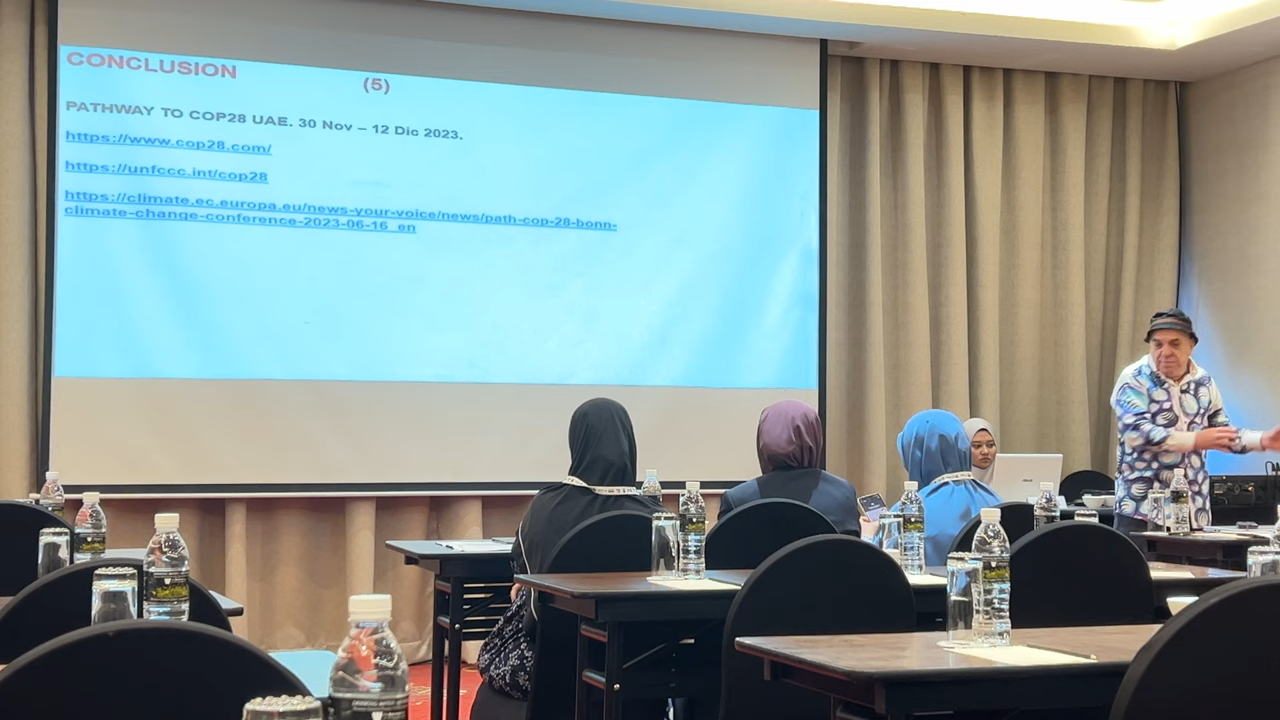 CONCLUSION
(5)
PATHWAY TO COP28 UAE. 30 Nov – 12 Dic 2023.
https://www.cop28.com/
https://unfccc.int/cop28
https://climate.ec.europa.eu/news-your-voice/news/path-cop-28-bonn-
climate-change-conference-2023-06-16_en